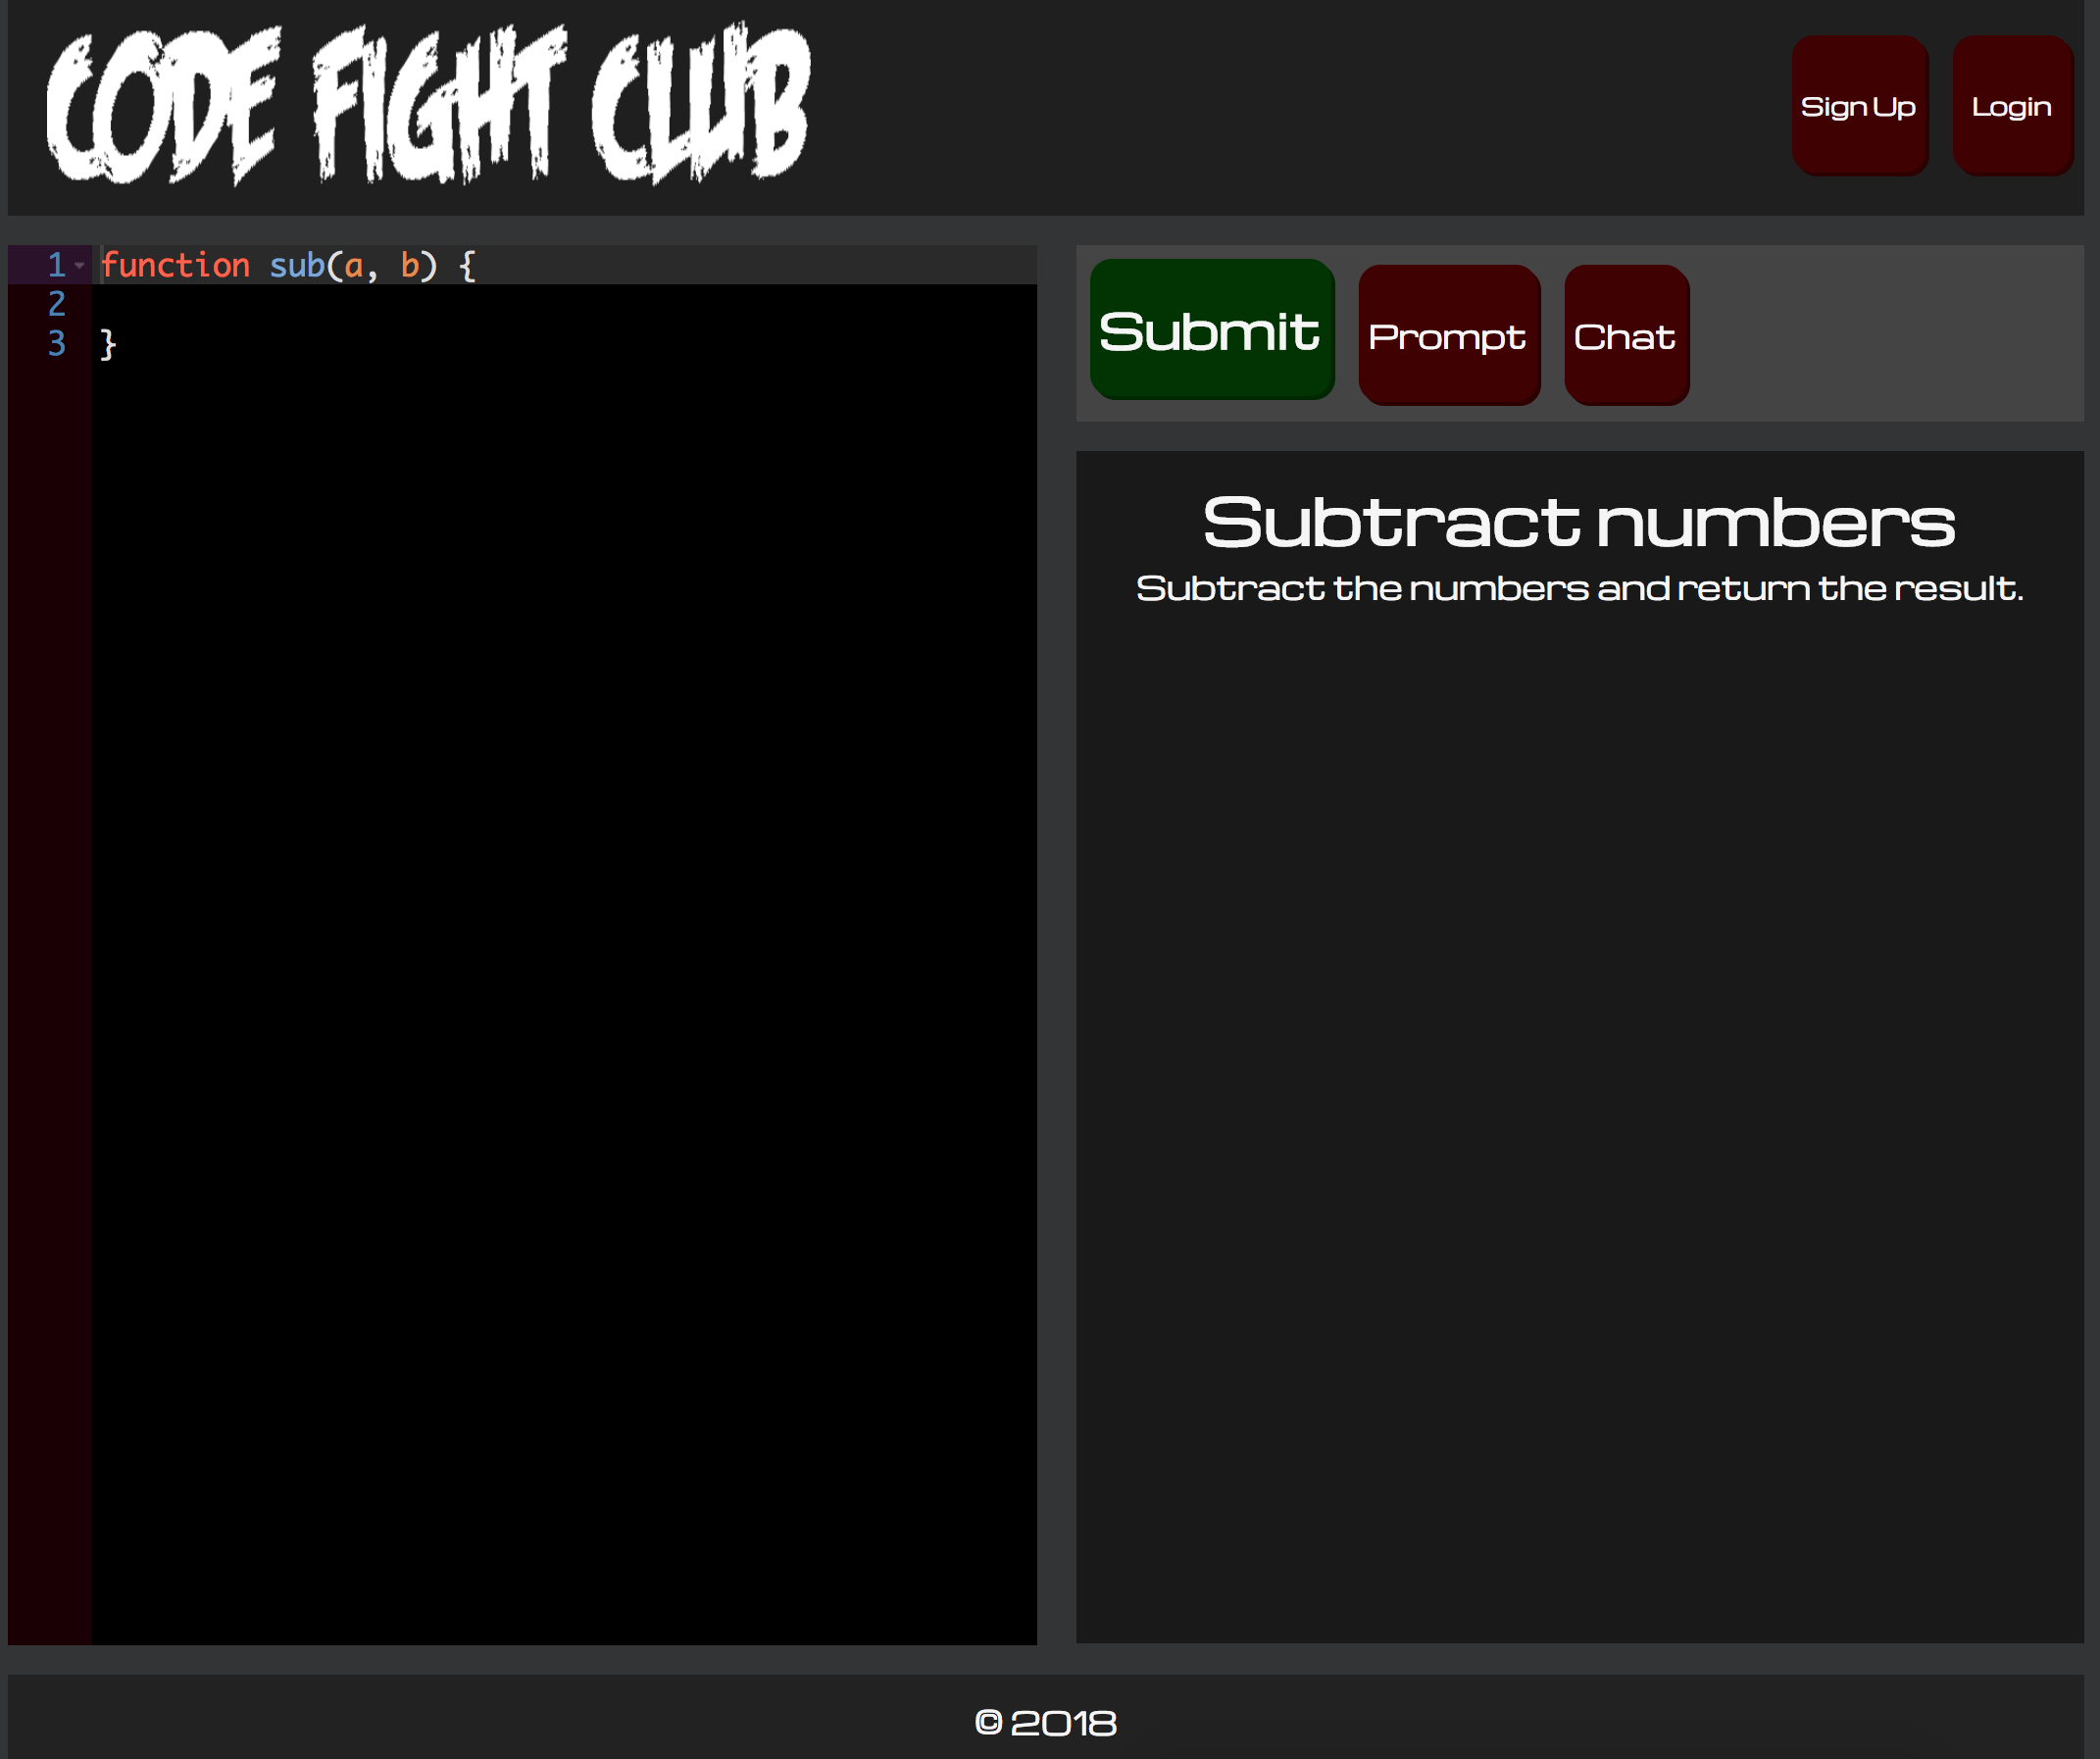 CODE FIGHT CLUB
Sign Up
Login
1 function sub(a, b) {
2
3 }
Submit
Prompt
Chat
Subtract numbers
Subtract the numbers and return the result.
© 2018